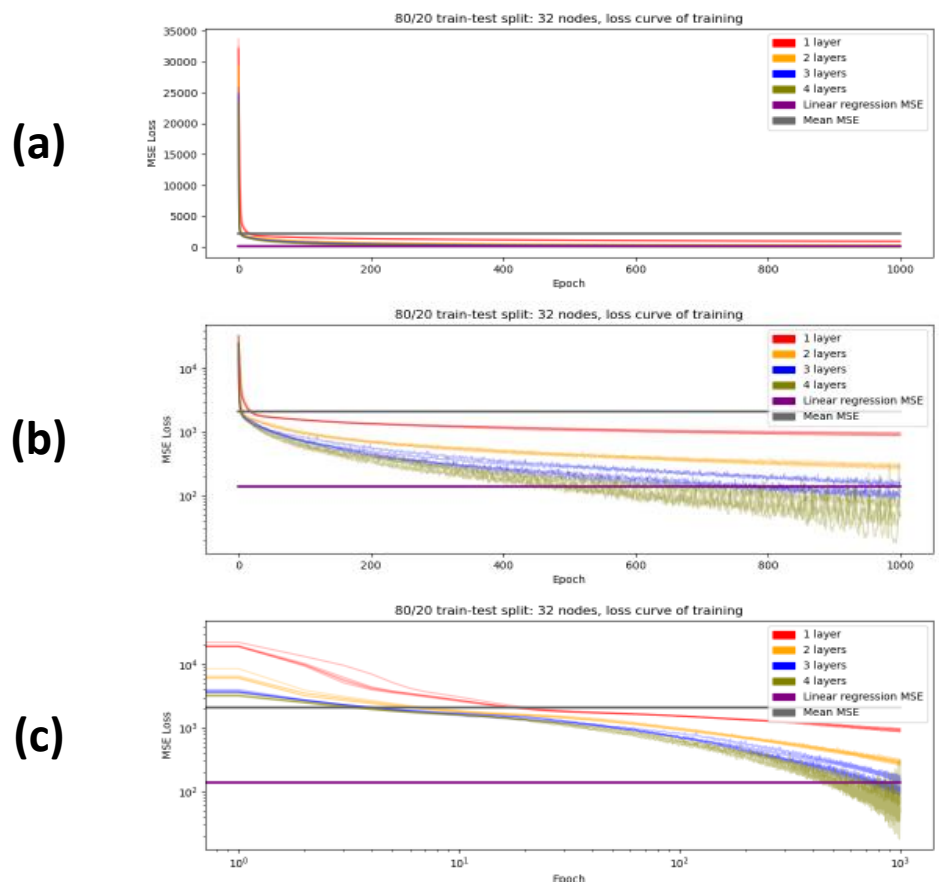 (a)
80/20 train-test split: 32 nodes, loss curve of training
MSE Loss
35000
30000
25000
20000
15000
10000
5000
0
1 layer
2 layers
3 layers
4 layers
Linear regression MSE
Mean MSE
0 200 400 600 800 1000
Epoch
(b)
80/20 train-test split: 32 nodes, loss curve of training
MSE Loss
10⁴
10³
10²
1 layer
2 layers
3 layers
4 layers
Linear regression MSE
Mean MSE
0 200 400 600 800 1000
Epoch
(c)
80/20 train-test split: 32 nodes, loss curve of training
MSE Loss
10⁴
10³
10²
1 layer
2 layers
3 layers
4 layers
Linear regression MSE
Mean MSE
10⁰ 10¹ 10² 10³
Epoch